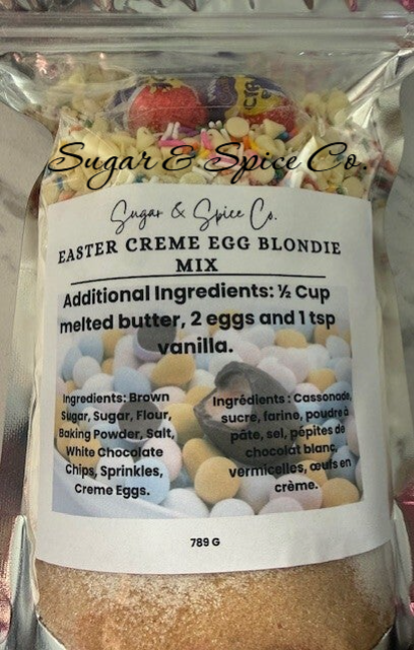 Sugar & Spice Co.
Sugar & Spice Co.
EASTER CREME EGG BLONDIE
MIX
Additional Ingredients: ½ Cup
melted butter, 2 eggs and 1 tsp
vanilla.
Ingredients: Brown
Sugar, Sugar, Flour,
Baking Powder, Salt,
White Chocolate
Chips, Sprinkles,
Creme Eggs.
Ingrédients : Cassonade,
sucre, farine, poudre à
pâte, sel, pépites de
chocolat blanc,
vermicelles, œufs en
crème.
789 G